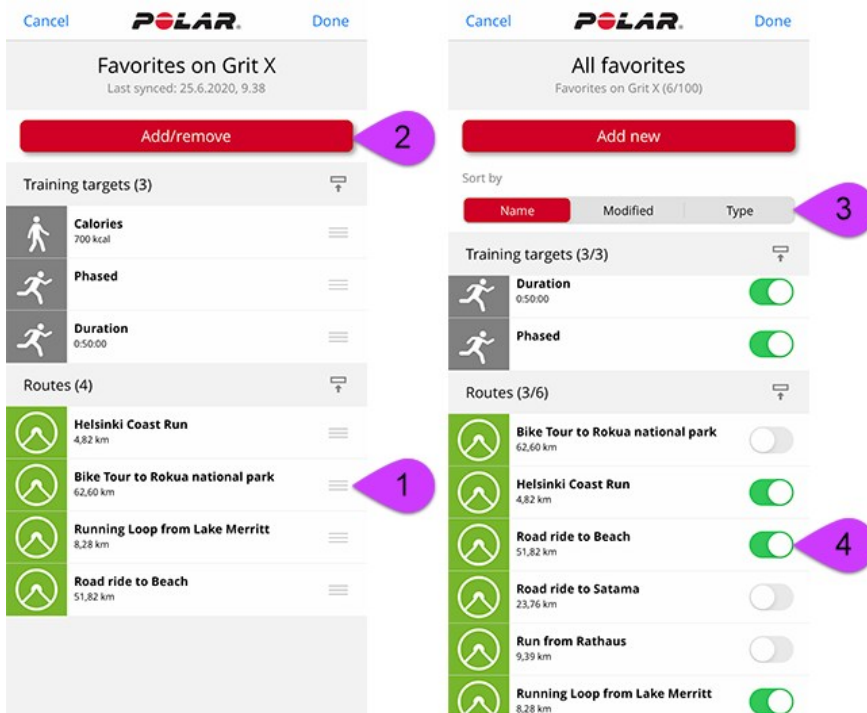 Cancel
POLAR.
Done
Favorites on Grit X
Last synced: 25.6.2020, 9.38
Add/remove
2
Training targets (3)
Calories
700 kcal
Phased
Duration
0:50:00
Routes (4)
Helsinki Coast Run
4,82 km
Bike Tour to Rokua national park
62,60 km
1
Running Loop from Lake Merritt
8,28 km
Road ride to Beach
51,82 km
Cancel
POLAR.
Done
All favorites
Favorites on Grit X (6/100)
Add new
Sort by
Name Modified Type
3
Training targets (3/3)
Duration
0:50:00
Phased
Routes (3/6)
Bike Tour to Rokua national park
62,60 km
Helsinki Coast Run
4,82 km
Road ride to Beach
51,82 km
4
Road ride to Satama
23,76 km
Run from Rathaus
9,39 km
Running Loop from Lake Merritt
8,28 km